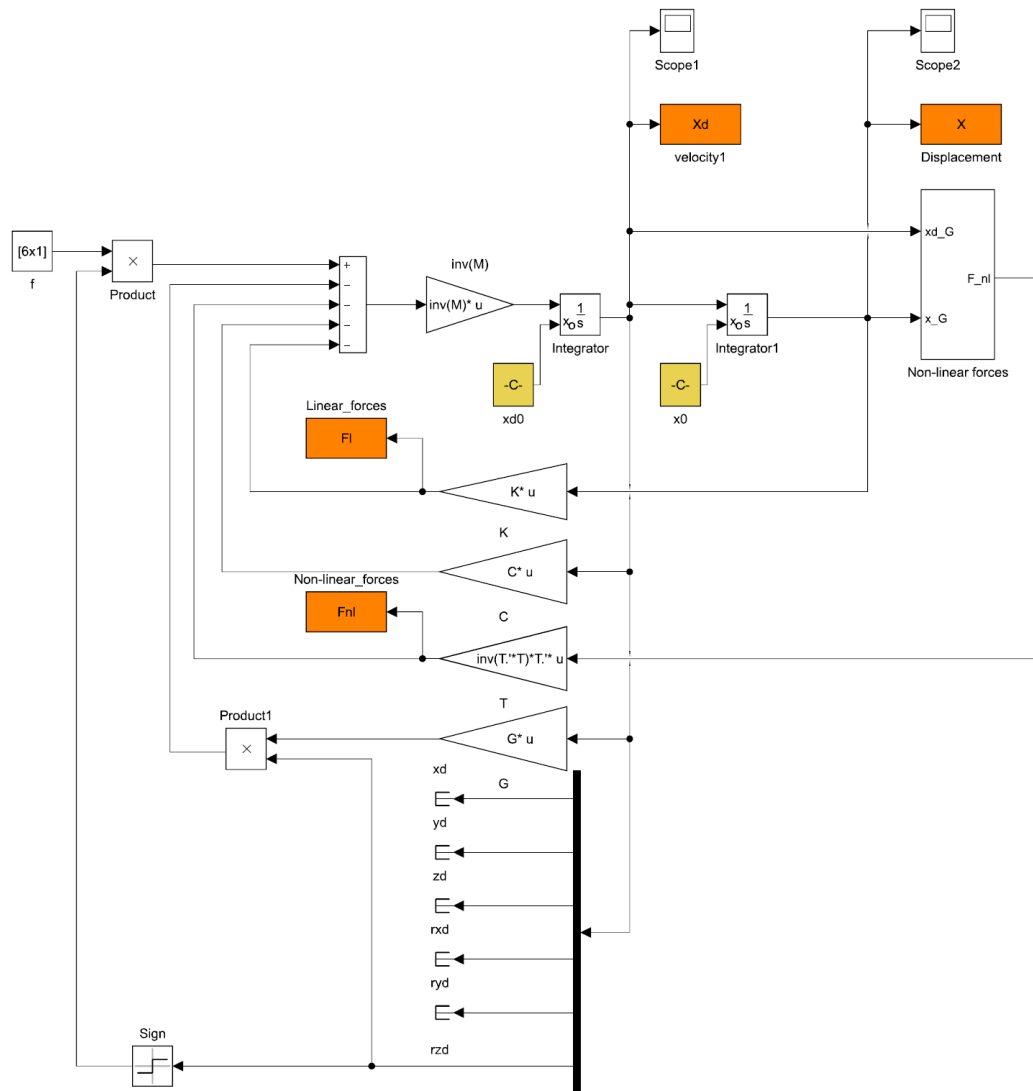 Scope1
Scope2
Xd
velocity1
X
Displacement
[6x1]
f
×
Product
+
−
−
−
−
inv(M)
inv(M)* u
xo 1/s
Integrator
xo 1/s
Integrator1
xd_G
x_G
F_nl
Non-linear forces
-C-
xd0
-C-
x0
Linear_forces
Fl
K* u
K
C* u
Non-linear_forces
Fnl
C
inv(T.'*T)*T.'* u
T
Product1
×
G* u
G
xd
yd
zd
rxd
ryd
rzd
Sign